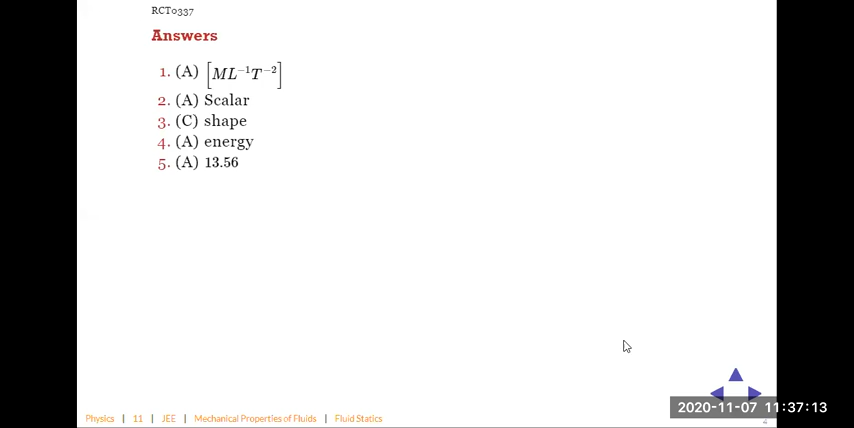 RCT0337
Answers
1. (A) [ML⁻¹T⁻²]
2. (A) Scalar
3. (C) shape
4. (A) energy
5. (A) 13.56
2020-11-07 11:37:13
Physics | 11 | JEE | Mechanical Properties of Fluids | Fluid Statics
4